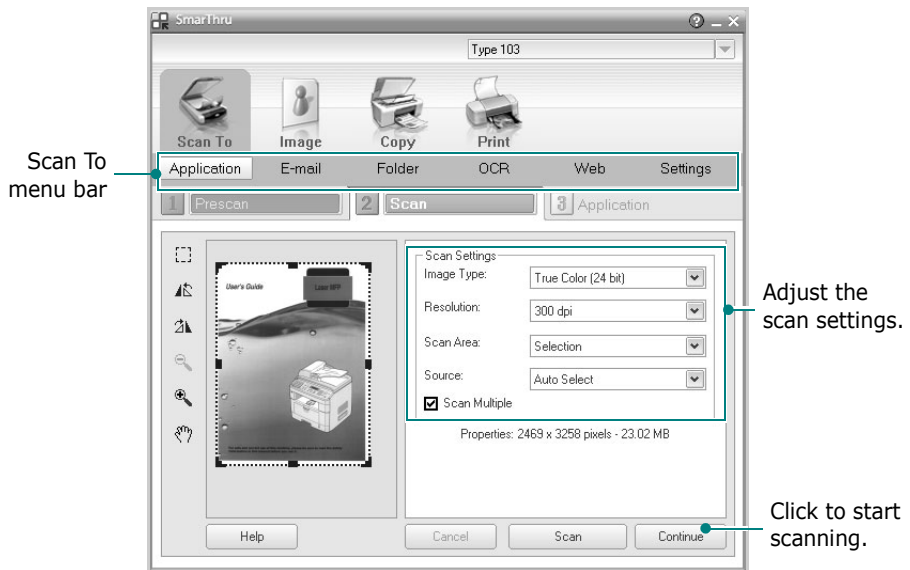 SmarThru
Type 103
Scan To
Image
Copy
Print
Scan To
menu bar
Application
E-mail
Folder
OCR
Web
Settings
1 Prescan
2 Scan
3 Application
User's Guide
Laser MFP
Scan Settings
Image Type:
True Color (24 bit)
Resolution:
300 dpi
Scan Area:
Selection
Source:
Auto Select
Scan Multiple
Properties: 2469 x 3258 pixels - 23.02 MB
Adjust the
scan settings.
Help
Cancel
Scan
Continue
Click to start
scanning.